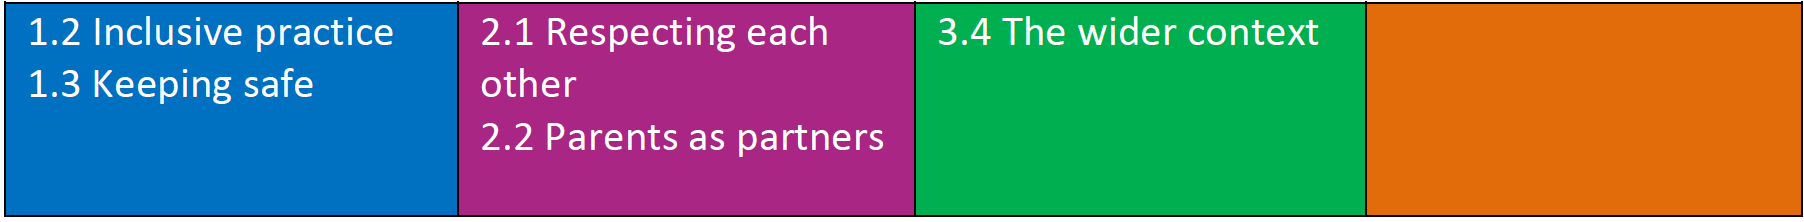 1.2 Inclusive practice
1.3 Keeping safe
2.1 Respecting each
other
2.2 Parents as partners
3.4 The wider context